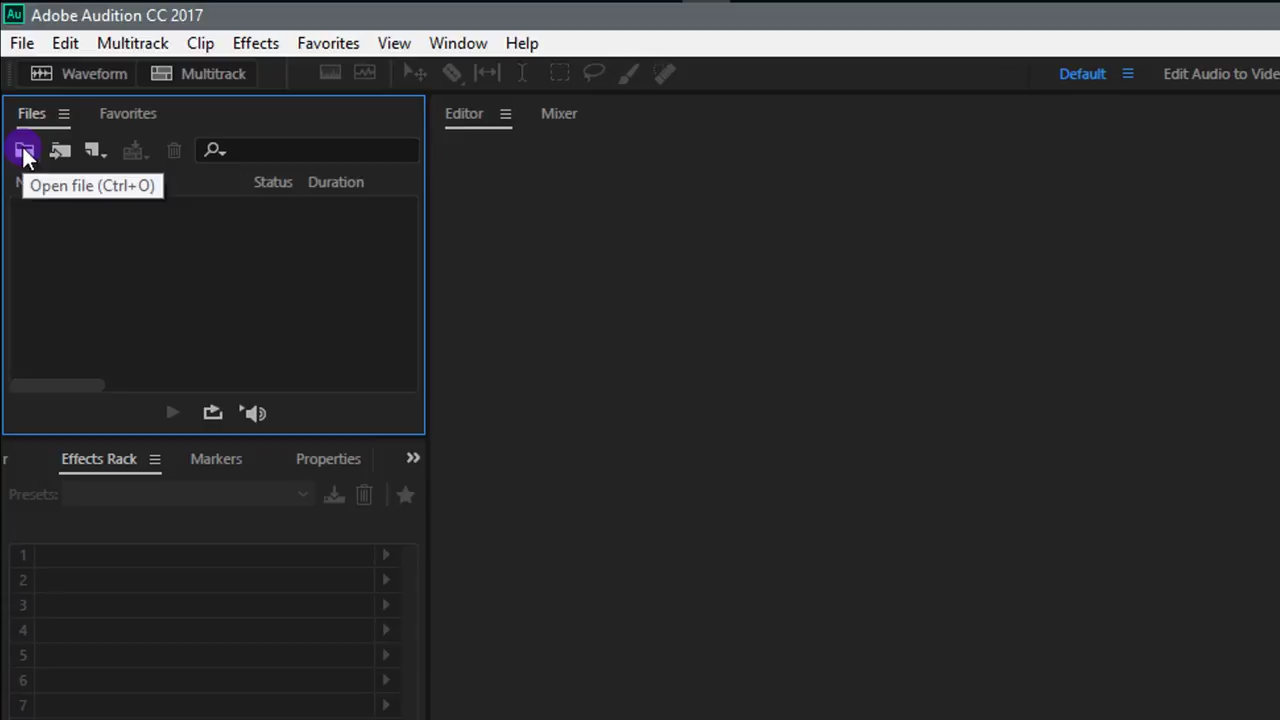 Au Adobe Audition CC 2017
File Edit Multitrack Clip Effects Favorites View Window Help
Waveform Multitrack Default Edit Audio to Vide
Files Favorites Editor Mixer
Open file (Ctrl+O) Status Duration
Effects Rack Markers Properties
Presets:
1
2
3
4
5
6
7